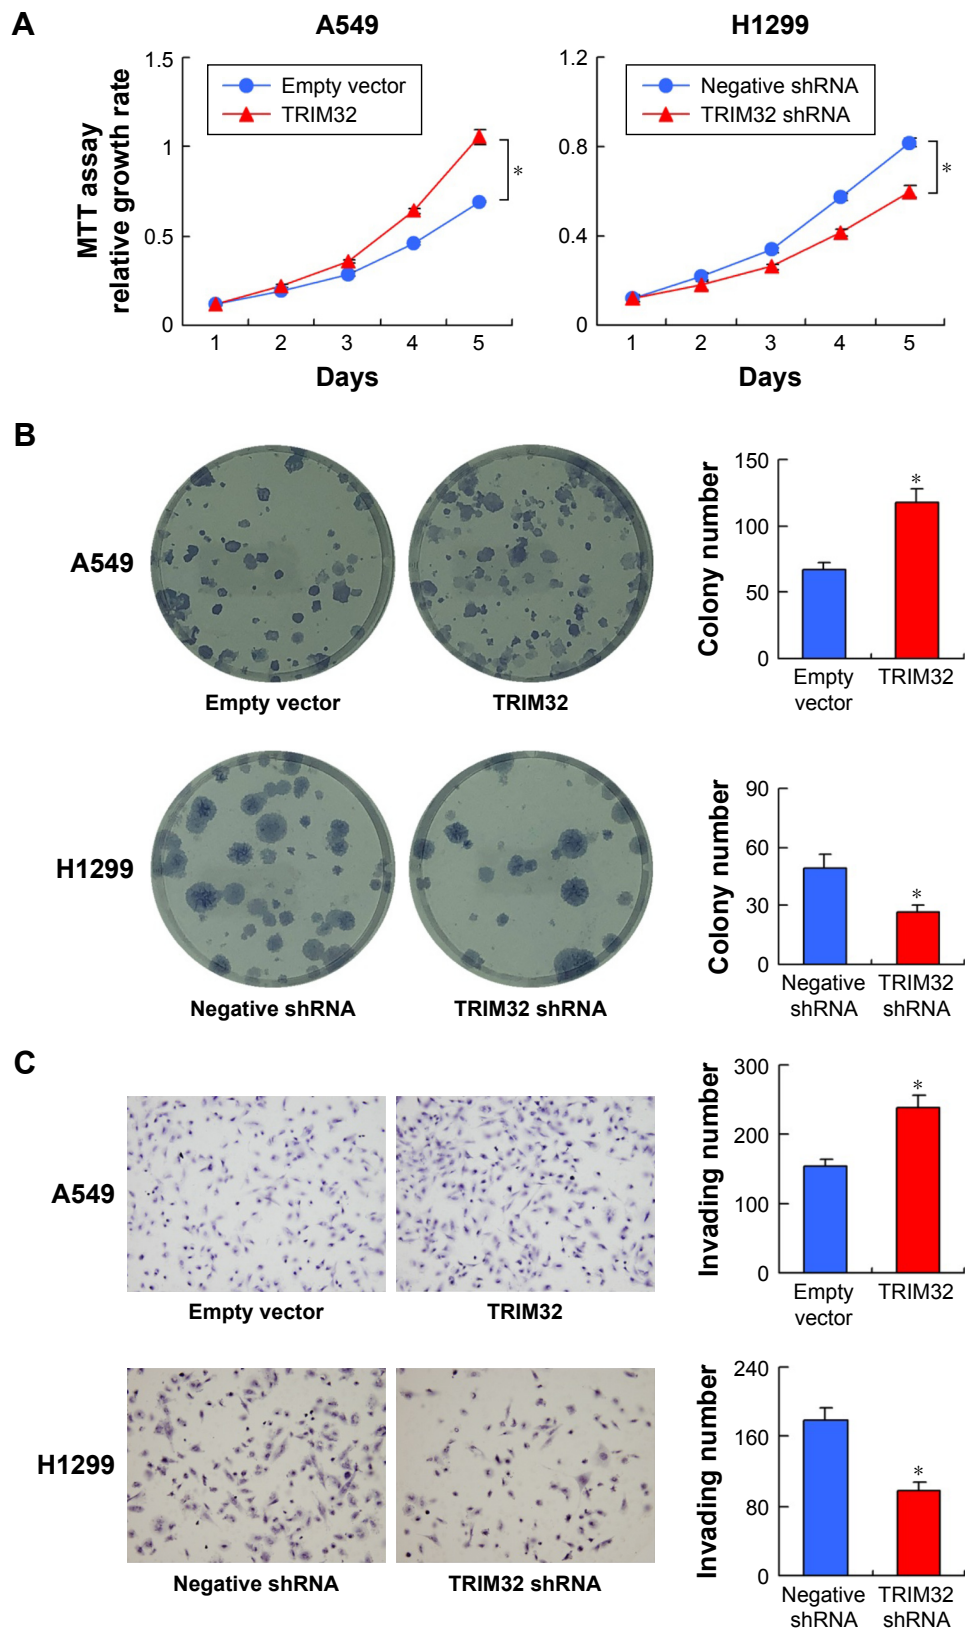 A
A549
H1299
MTT assay
relative growth rate
1.5
1
0.5
0
Empty vector
TRIM32
*
1 2 3 4 5
Days
1.2
0.8
0.4
0
Negative shRNA
TRIM32 shRNA
*
1 2 3 4 5
Days
B
A549
Empty vector
TRIM32
Colony number
150
100
50
0
*
Empty
vector
TRIM32
H1299
Negative shRNA
TRIM32 shRNA
Colony number
90
60
30
0
*
Negative
shRNA
TRIM32
shRNA
C
A549
Empty vector
TRIM32
Invading number
300
200
100
0
*
Empty
vector
TRIM32
H1299
Negative shRNA
TRIM32 shRNA
Invading number
240
160
80
0
*
Negative
shRNA
TRIM32
shRNA